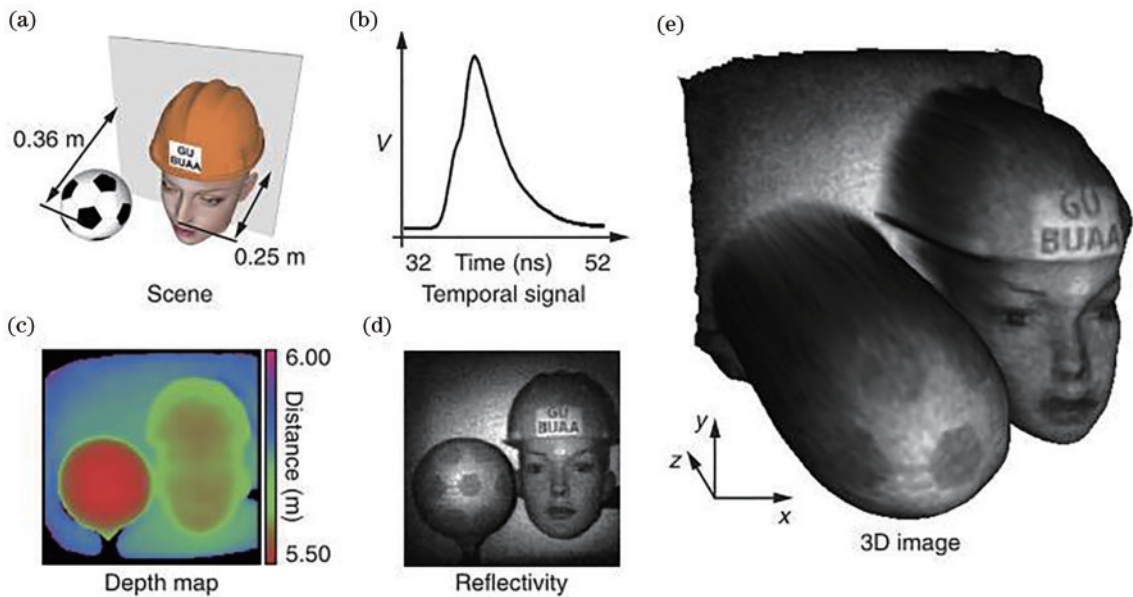 (a)
0.36 m
GU
BUAA
0.25 m
Scene
(b)
V
32
Time (ns)
52
Temporal signal
(c)
6.00
Distance (m)
5.50
Depth map
(d)
GU
BUAA
Reflectivity
(e)
GU
BUAA
y
z
x
3D image